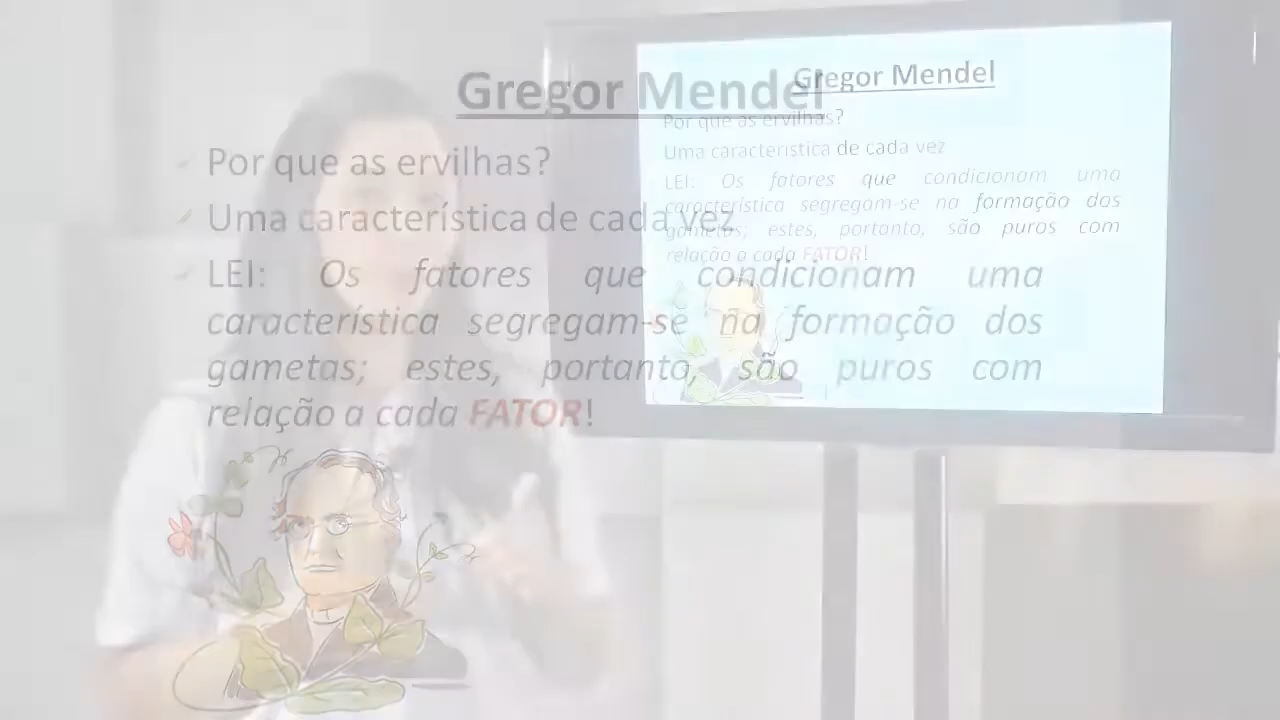 Gregor Mendel
Por que as ervilhas?
Uma característica de cada vez
LEI: Os fatores que condicionam uma
característica segregam-se na formação dos
gametas; estes, portanto, são puros com
relação a cada FATOR!
Gregor Mendel
Por que as ervilhas?
Uma característica de cada vez
LEI: Os fatores que condicionam uma
característica segregam-se na formação dos
gametas; estes, portanto, são puros com
relação a cada FATOR!